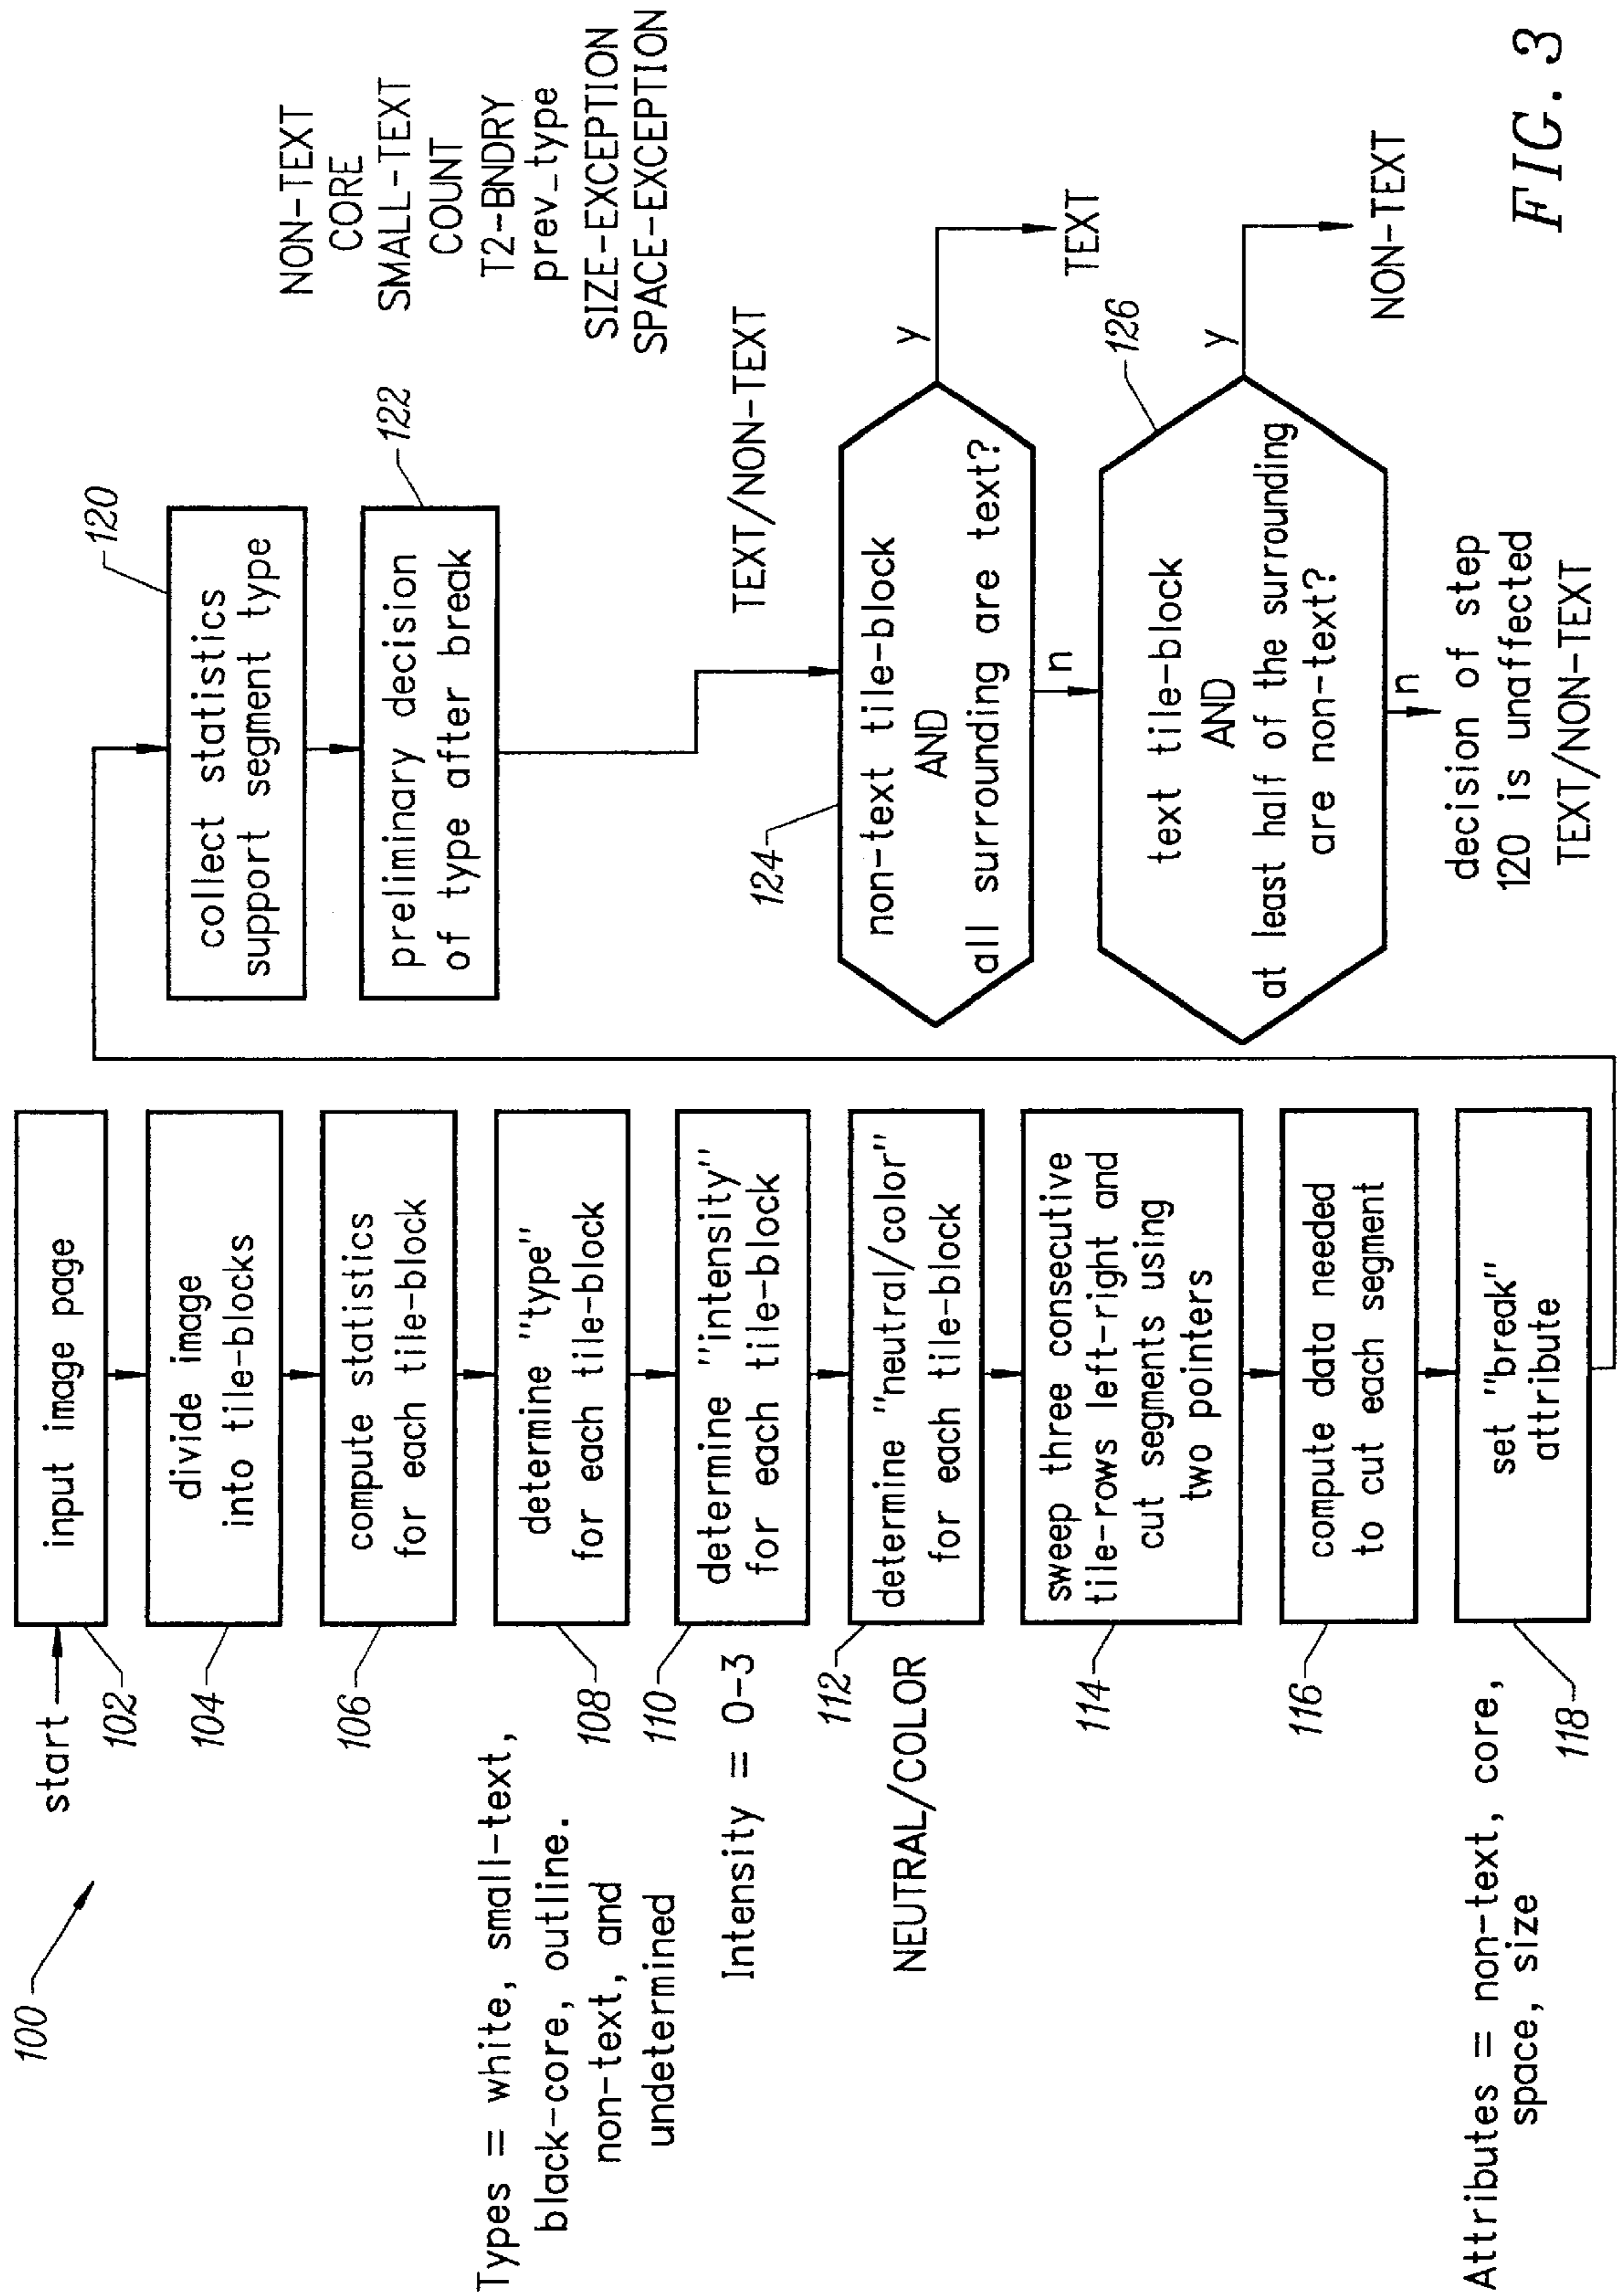 100
start
102
input image page
104
divide image
into tile-blocks
106
compute statistics
for each tile-block
Types = white, small-text,
black-core, outline.
non-text, and
undetermined
108
determine "type"
for each tile-block
110
Intensity = 0-3
determine "intensity"
for each tile-block
112
NEUTRAL/COLOR
determine "neutral/color"
for each tile-block
114
sweep three consecutive
tile-rows left-right and
cut segments using
two pointers
116
compute data needed
to cut each segment
Attributes = non-text, core,
space, size
118
set "break"
attribute
120
collect statistics
support segment type
122
preliminary decision
of type after break
NON-TEXT
CORE
SMALL-TEXT
COUNT
T2-BNDRY
prev_type
SIZE-EXCEPTION
SPACE-EXCEPTION
TEXT/NON-TEXT
124
non-text tile-block
AND
all surrounding are text?
y
TEXT
n
126
text tile-block
AND
at least half of the surrounding
are non-text?
y
NON-TEXT
n
decision of step
120 is unaffected
TEXT/NON-TEXT
FIG. 3